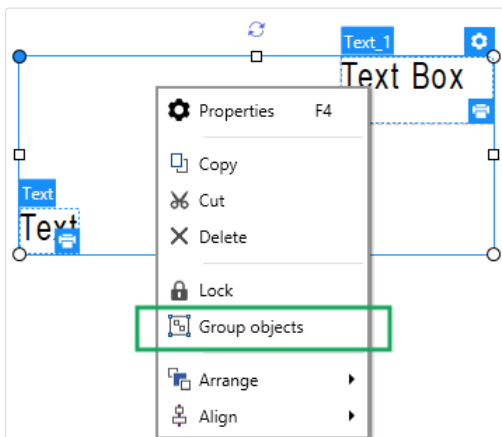 Text_1
Text Box
Properties F4
Copy
Text
Cut
Text
Delete
Lock
Group objects
Arrange
Align